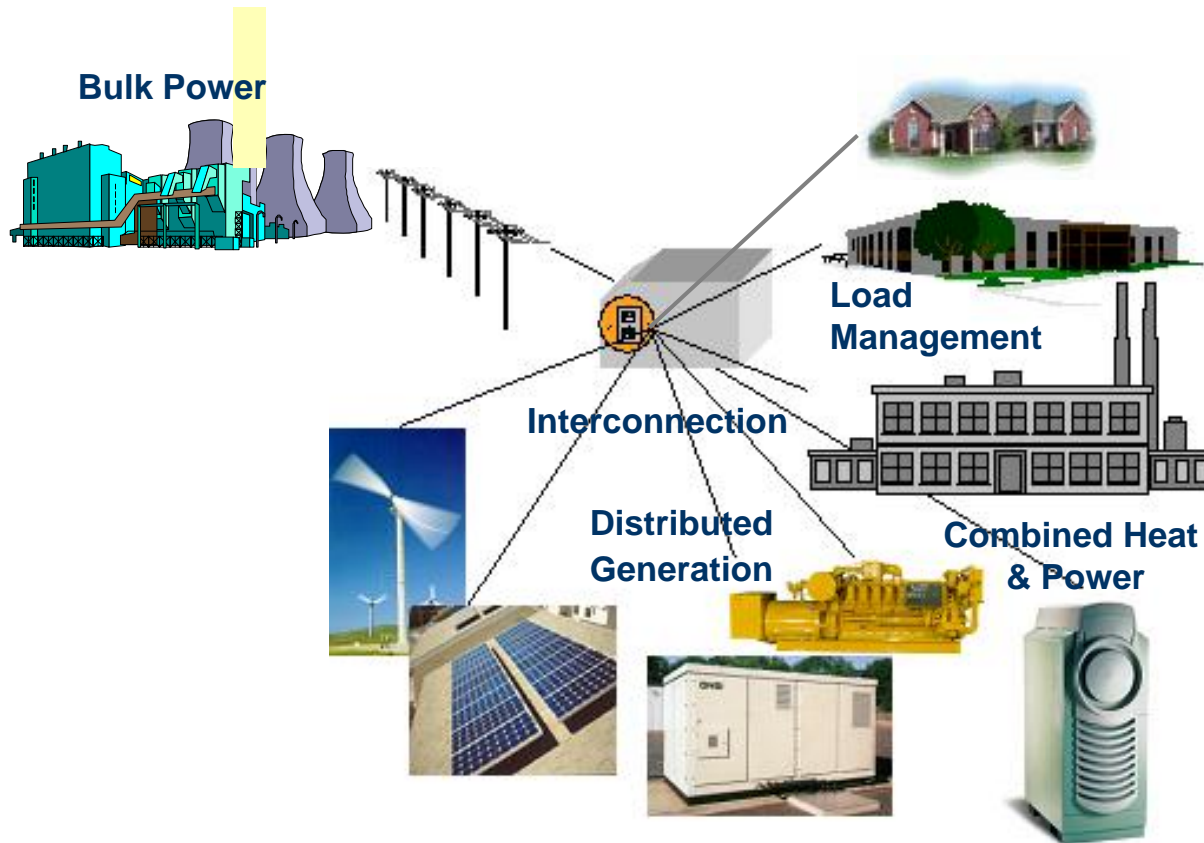 Bulk Power
Load
Management
Interconnection
Distributed
Generation
Combined Heat
& Power